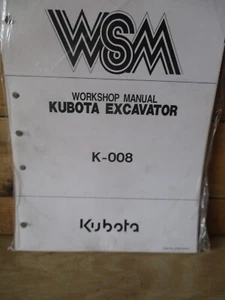 WSM
WORKSHOP MANUAL
KUBOTA EXCAVATOR
K-008
Kubota